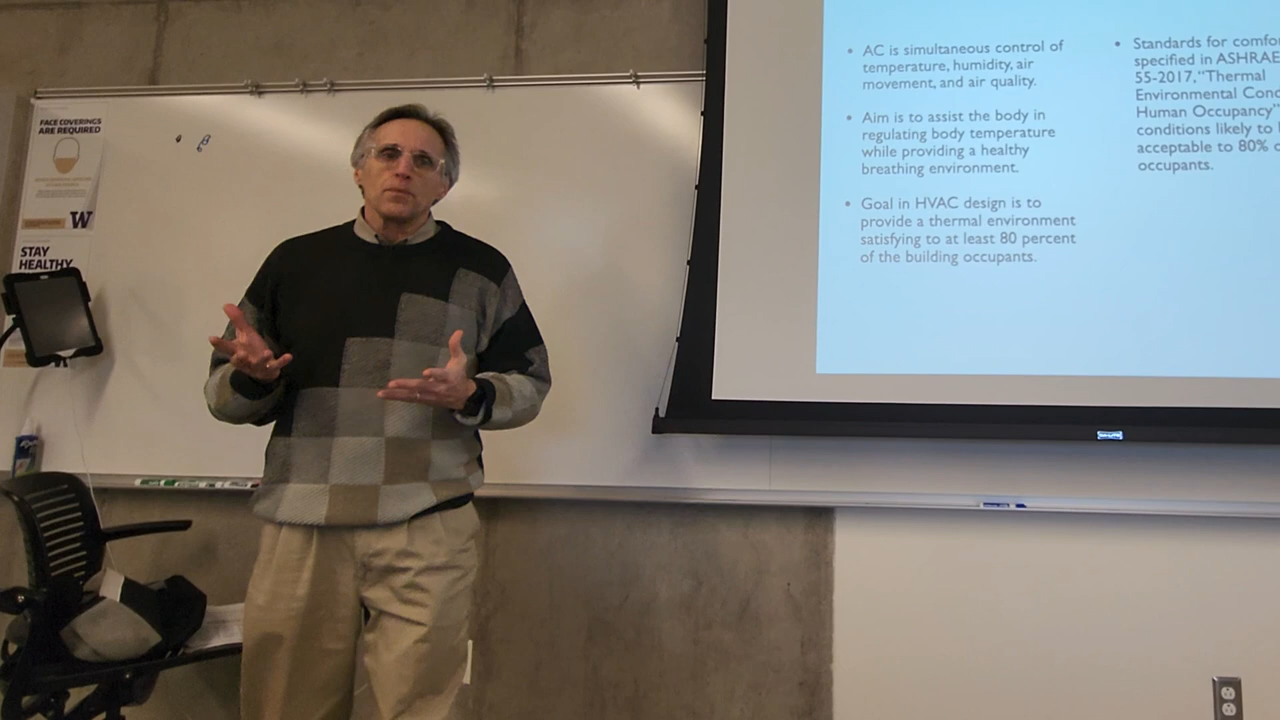 FACE COVERINGS
ARE REQUIRED
W
STAY
HEALTHY
• AC is simultaneous control of
temperature, humidity, air
movement, and air quality.
• Aim is to assist the body in
regulating body temperature
while providing a healthy
breathing environment.
• Goal in HVAC design is to
provide a thermal environment
satisfying to at least 80 percent
of the building occupants.
• Standards for comfo
specified in ASHRAE
55-2017, "Thermal
Environmental Cond
Human Occupancy"
conditions likely to
acceptable to 80%
occupants.